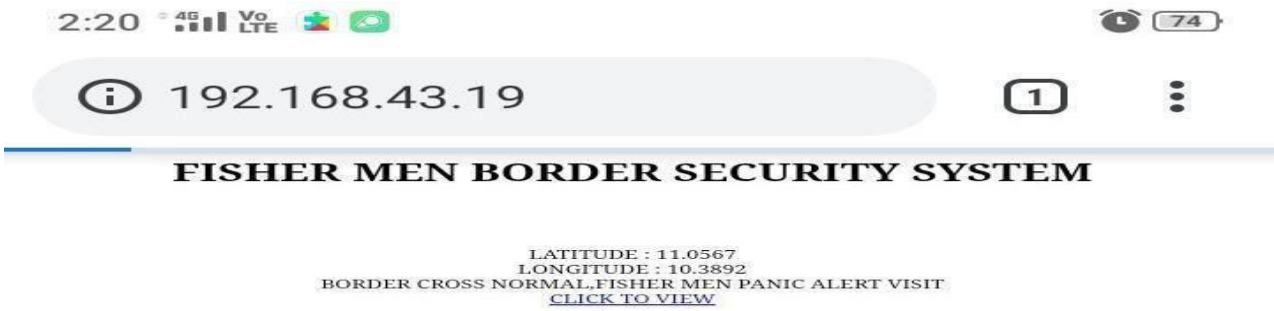 2:20 4G Vo LTE 74
192.168.43.19 1
FISHER MEN BORDER SECURITY SYSTEM
LATITUDE : 11.0567
LONGITUDE : 10.3892
BORDER CROSS NORMAL,FISHER MEN PANIC ALERT VISIT
CLICK TO VIEW